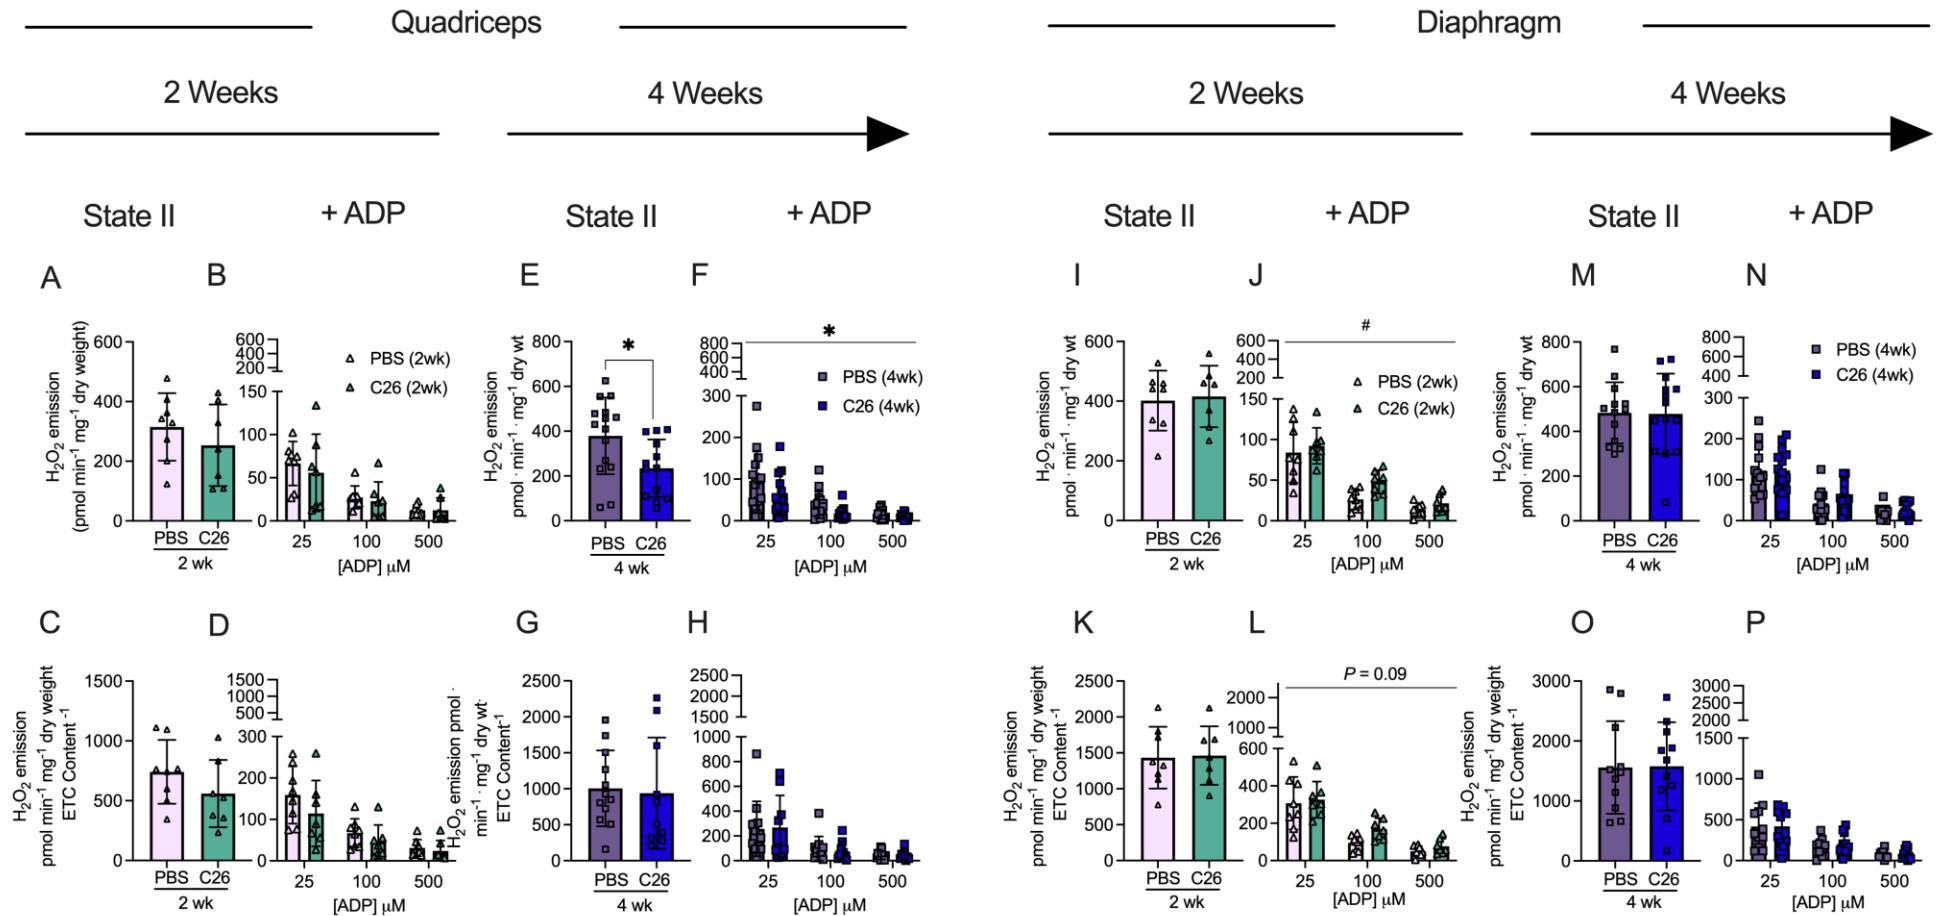 Quadriceps
Diaphragm
2 Weeks
4 Weeks
2 Weeks
4 Weeks
State II
+ ADP
State II
+ ADP
State II
+ ADP
State II
+ ADP
A
H₂O₂ emission
(pmol min⁻¹ mg⁻¹ dry weight)
600
400
200
0
PBS
C26
2 wk
B
600
400
200
150
100
50
0
PBS (2wk)
C26 (2wk)
25
100
500
[ADP] μM
E
H₂O₂ emission
pmol · min⁻¹ · mg⁻¹ dry wt
800
600
400
200
0
*
PBS
C26
4 wk
F
*
800
600
400
300
200
100
0
PBS (4wk)
C26 (4wk)
25
100
500
[ADP] μM
I
H₂O₂ emission
pmol · min⁻¹ · mg⁻¹ dry wt
600
400
200
0
PBS
C26
2 wk
J
#
600
400
200
150
100
50
0
PBS (2wk)
C26 (2wk)
25
100
500
[ADP] μM
M
H₂O₂ emission
pmol · min⁻¹ · mg⁻¹ dry wt
800
600
400
200
0
PBS
C26
4 wk
N
800
600
400
300
200
100
0
PBS (4wk)
C26 (4wk)
25
100
500
[ADP] μM
C
H₂O₂ emission
pmol min⁻¹ mg⁻¹ dry weight
ETC Content⁻¹
1500
1000
500
0
PBS
C26
2 wk
D
1500
1000
500
300
200
100
0
25
100
500
[ADP] μM
G
H₂O₂ emission pmol ·
min⁻¹ · mg⁻¹ dry wt·
ETC Content⁻¹
2500
2000
1500
1000
500
0
PBS
C26
4 wk
H
2500
2000
1500
1000
800
600
400
200
0
25
100
500
[ADP] μM
K
H₂O₂ emission
pmol min⁻¹ mg⁻¹ dry weight
ETC Content⁻¹
2500
2000
1500
1000
500
0
PBS
C26
2 wk
L
P = 0.09
2000
1000
600
400
200
0
25
100
500
[ADP] μM
O
H₂O₂ emission
pmol min⁻¹ mg⁻¹ dry weight
ETC Content⁻¹
3000
2000
1000
0
PBS
C26
4 wk
P
3000
2000
1500
1000
500
0
25
100
500
[ADP] μM